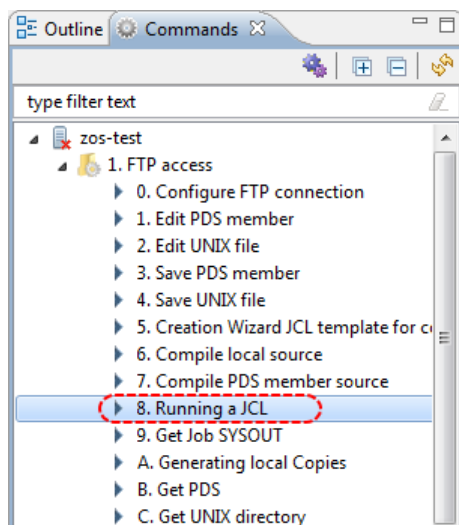 Outline Commands
type filter text
zos-test
1. FTP access
0. Configure FTP connection
1. Edit PDS member
2. Edit UNIX file
3. Save PDS member
4. Save UNIX file
5. Creation Wizard JCL template for
6. Compile local source
7. Compile PDS member source
8. Running a JCL
9. Get Job SYSOUT
A. Generating local Copies
B. Get PDS
C. Get UNIX directory